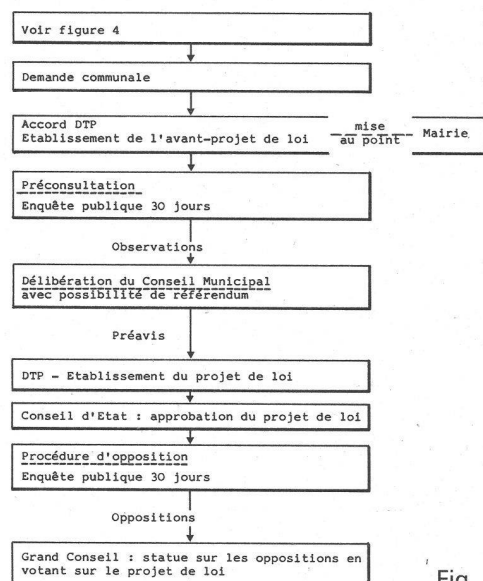 Voir figure 4
Demande communale
Accord DTP
Etablissement de l'avant-projet de loi
mise
au point
Mairie
Préconsultation
Enquête publique 30 jours
Observations
Délibération du Conseil Municipal
avec possibilité de référendum
Préavis
DTP - Etablissement du projet de loi
Conseil d'Etat : approbation du projet de loi
Procédure d'opposition
Enquête publique 30 jours
Oppositions
Grand Conseil : statue sur les oppositions en
votant sur le projet de loi
Fig